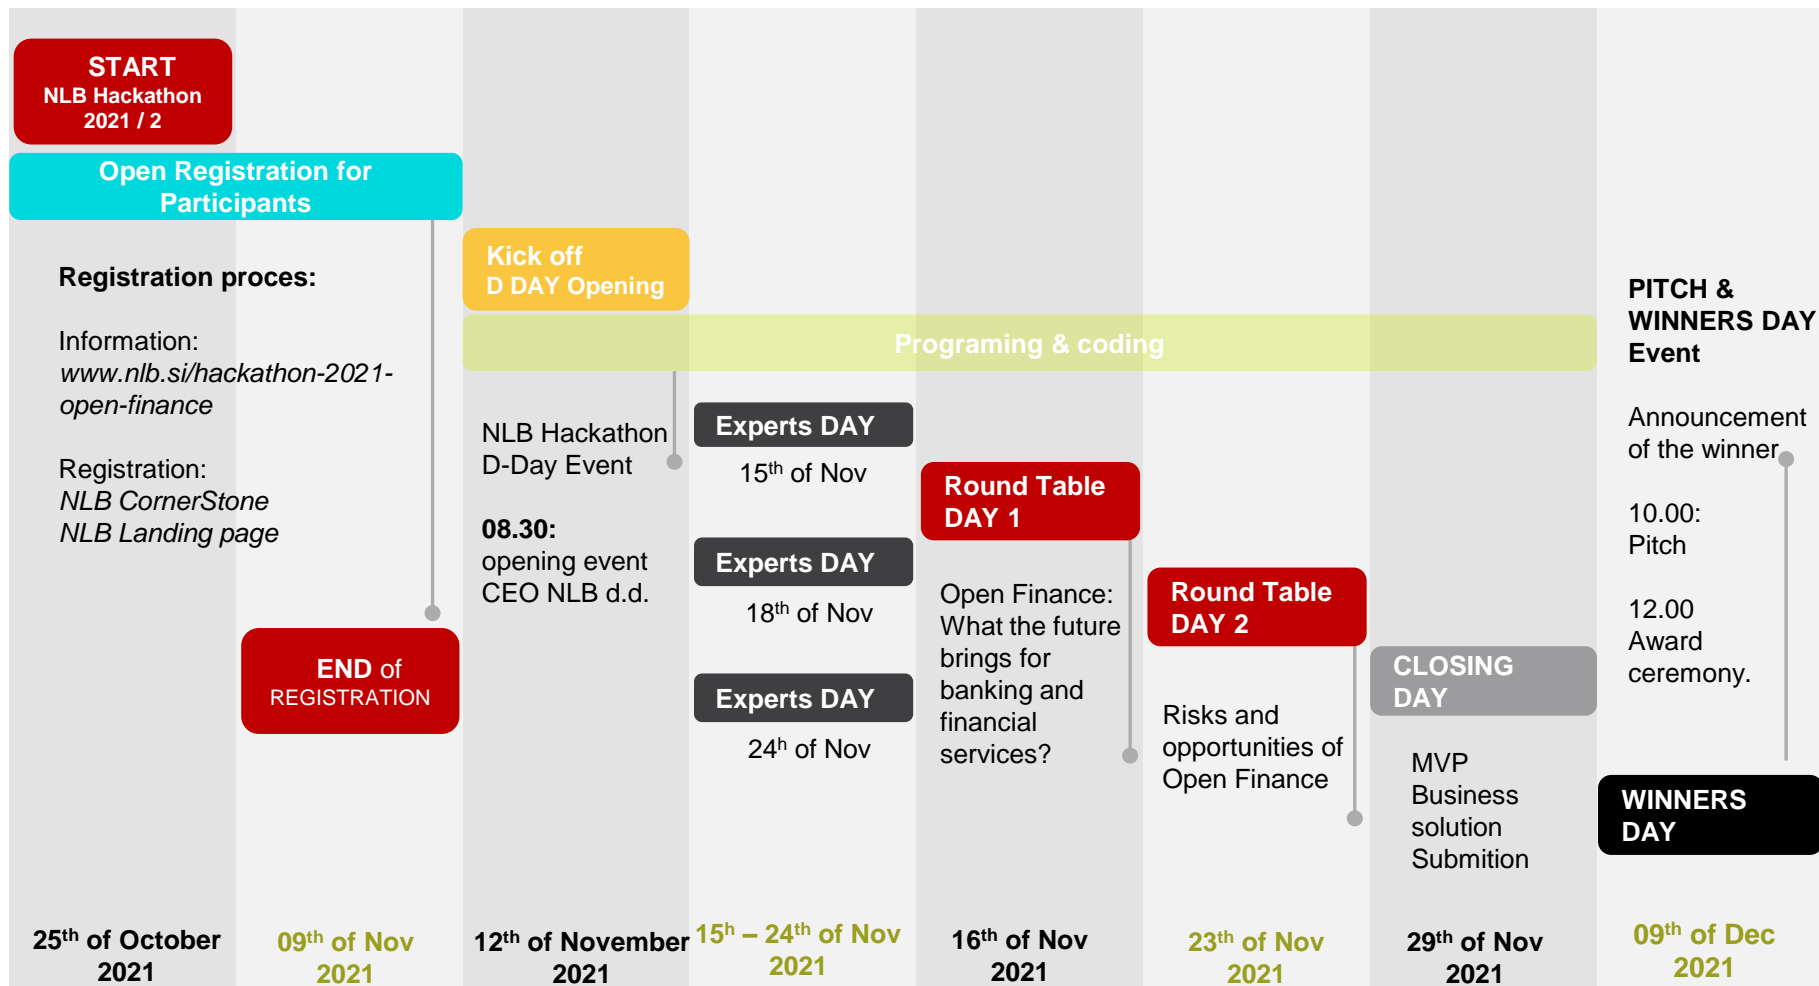 START
NLB Hackathon
2021 / 2
Open Registration for
Participants
Registration proces:
Information:
www.nlb.si/hackathon-2021-
open-finance
Registration:
NLB CornerStone
NLB Landing page
END of
REGISTRATION
Kick off
D DAY Opening
Programing & coding
NLB Hackathon
D-Day Event
08.30:
opening event
CEO NLB d.d.
Experts DAY
15th of Nov
Experts DAY
18th of Nov
Experts DAY
24h of Nov
Round Table
DAY 1
Open Finance:
What the future
brings for
banking and
financial
services?
Round Table
DAY 2
Risks and
opportunities of
Open Finance
CLOSING
DAY
MVP
Business
solution
Submition
PITCH &
WINNERS DAY
Event
Announcement
of the winner
10.00:
Pitch
12.00
Award
ceremony.
WINNERS
DAY
25th of October
2021
09th of Nov
2021
12th of November
2021
15h – 24th of Nov
2021
16th of Nov
2021
23th of Nov
2021
29th of Nov
2021
09th of Dec
2021